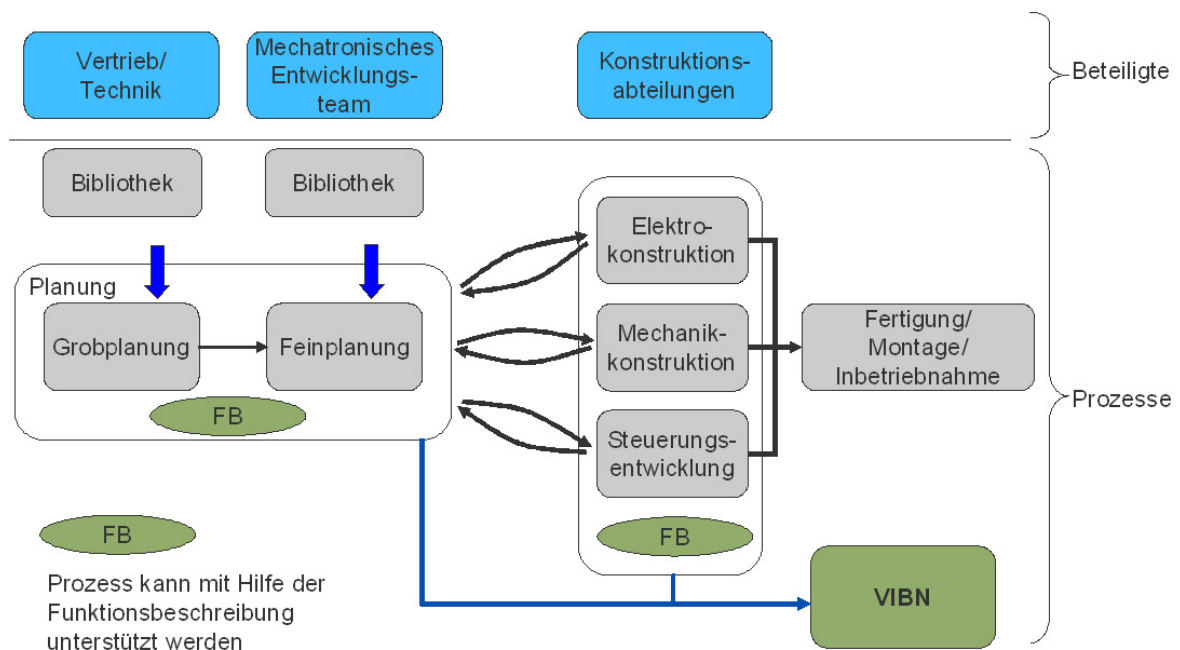 Vertrieb/
Technik
Mechatronisches
Entwicklungs-
team
Konstruktions-
abteilungen
Beteiligte
Bibliothek
Bibliothek
Planung
Grobplanung
Feinplanung
FB
Elektro-
konstruktion
Mechanik-
konstruktion
Steuerungs-
entwicklung
FB
Fertigung/
Montage/
Inbetriebnahme
Prozesse
FB
Prozess kann mit Hilfe der
Funktionsbeschreibung
unterstützt werden
VIBN